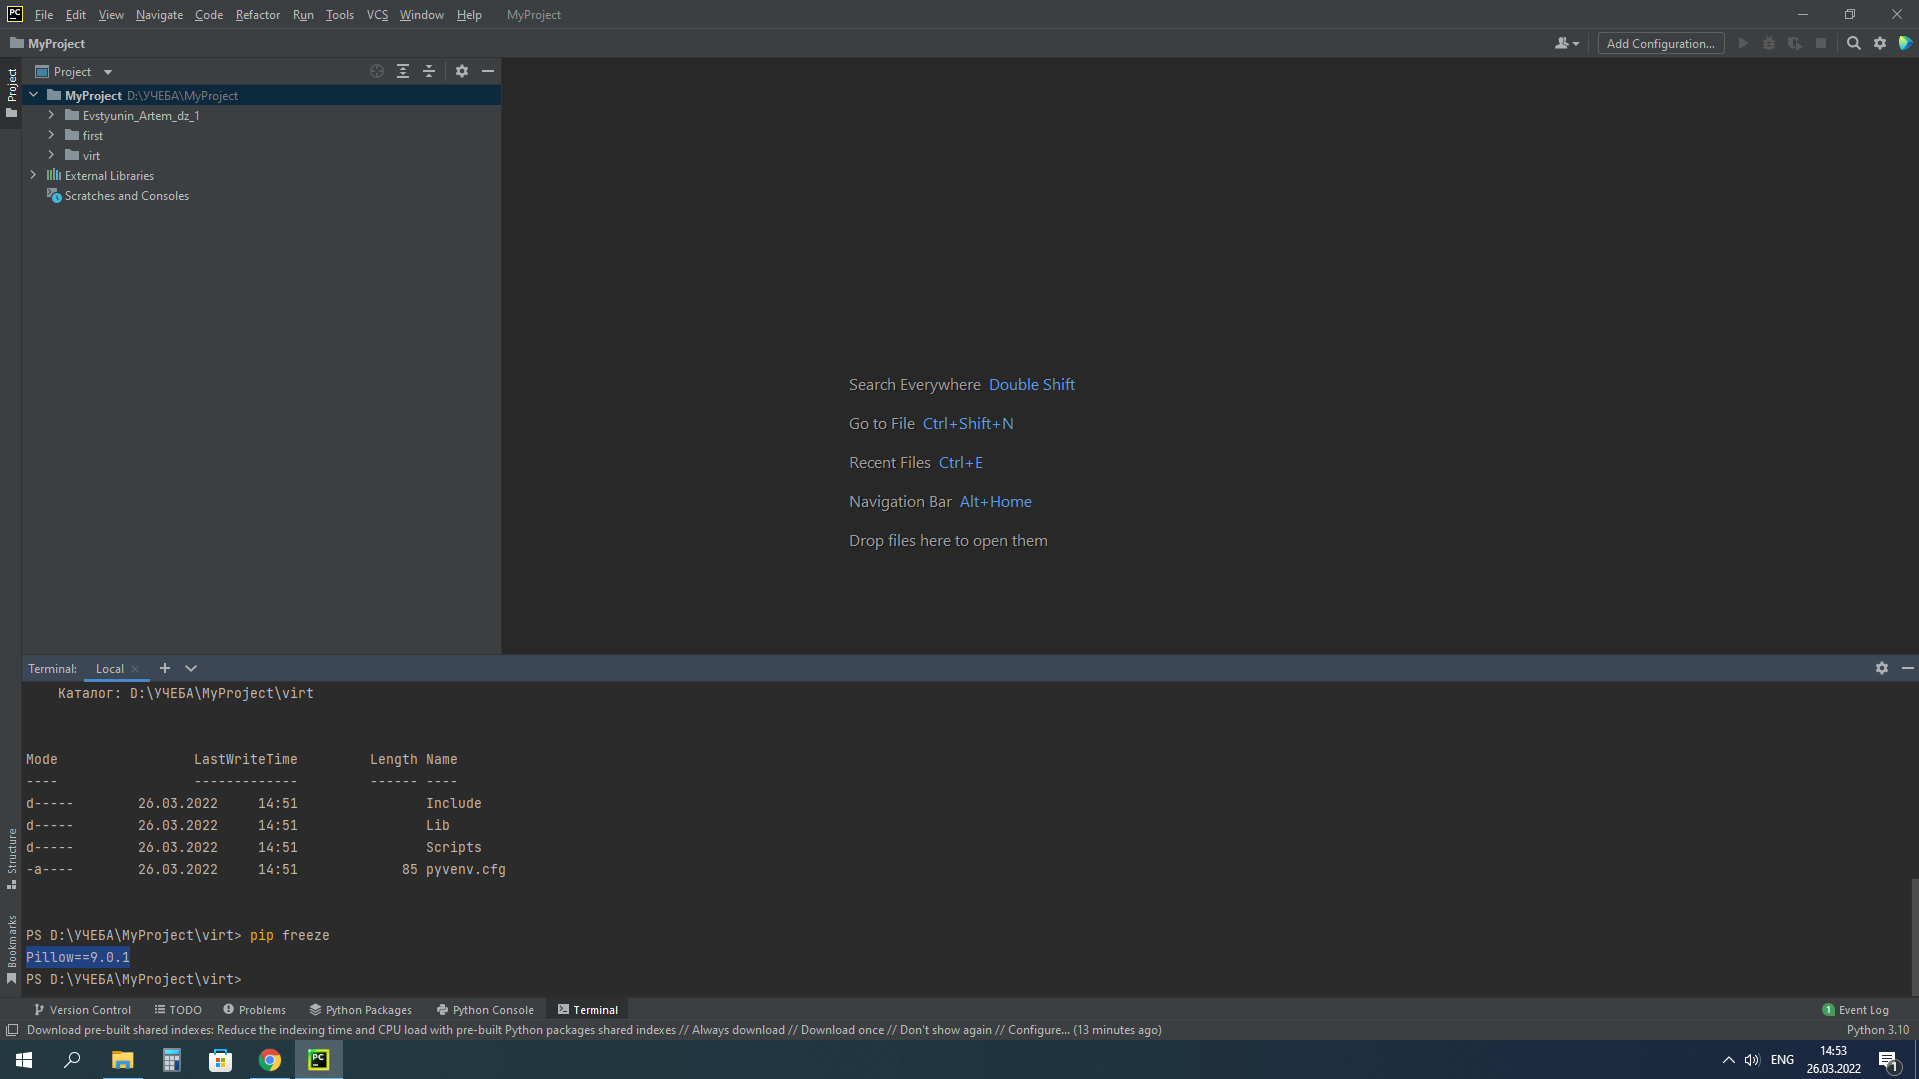 PC File Edit View Navigate Code Refactor Run Tools VCS Window Help MyProject
MyProject Add Configuration...
Project
Project
MyProject D:\УЧЕБА\MyProject
Evstyunin_Artem_dz_1
first
virt
External Libraries
Scratches and Consoles
Search Everywhere Double Shift
Go to File Ctrl+Shift+N
Recent Files Ctrl+E
Navigation Bar Alt+Home
Drop files here to open them
Terminal: Local
Каталог: D:\УЧЕБА\MyProject\virt
Mode LastWriteTime Length Name
---- ------------- ------ ----
d----- 26.03.2022 14:51 Include
d----- 26.03.2022 14:51 Lib
d----- 26.03.2022 14:51 Scripts
-a---- 26.03.2022 14:51 85 pyvenv.cfg
PS D:\УЧЕБА\MyProject\virt> pip freeze
Pillow==9.0.1
PS D:\УЧЕБА\MyProject\virt>
Structure
Bookmarks
Version Control TODO Problems Python Packages Python Console Terminal 1 Event Log
Download pre-built shared indexes: Reduce the indexing time and CPU load with pre-built Python packages shared indexes // Always download // Download once // Don't show again // Configure... (13 minutes ago) Python 3.10
PC ENG 14:53
26.03.2022 1